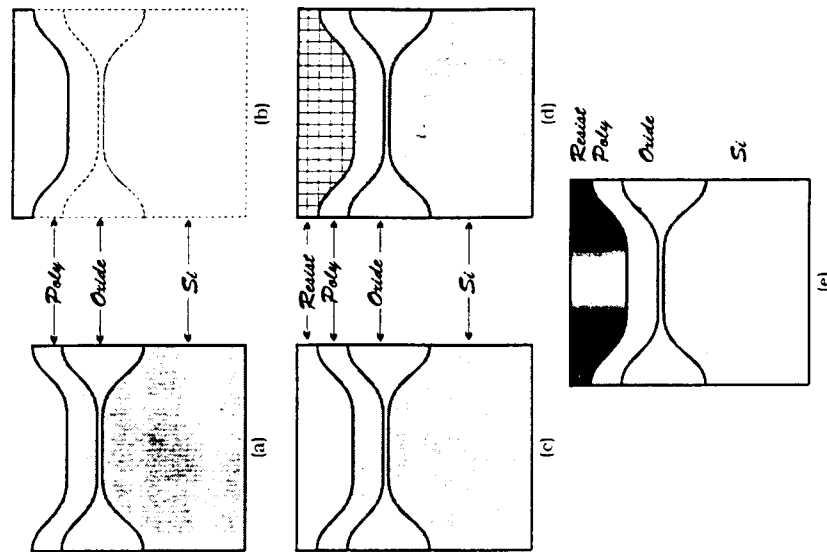 Poly
Oxide
Si
(a)
(b)
Resist
Poly
Oxide
Si
(c)
(d)
Resist
Poly
Oxide
Si
(e)